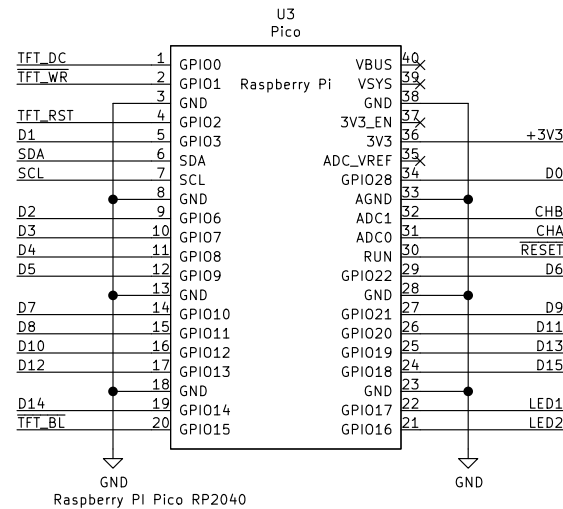 U3
Pico
TFT_DC 1 GPIO0 VBUS 40
TFT_WR 2 GPIO1 Raspberry Pi VSYS 39
3 GND GND 38
TFT_RST 4 GPIO2 3V3_EN 37
D1 5 GPIO3 3V3 36 +3V3
SDA 6 SDA ADC_VREF 35
SCL 7 SCL GPIO28 34 D0
8 GND AGND 33
D2 9 GPIO6 ADC1 32 CHB
D3 10 GPIO7 ADC0 31 CHA
D4 11 GPIO8 RUN 30 RESET
D5 12 GPIO9 GPIO22 29 D6
13 GND GND 28
D7 14 GPIO10 GPIO21 27 D9
D8 15 GPIO11 GPIO20 26 D11
D10 16 GPIO12 GPIO19 25 D13
D12 17 GPIO13 GPIO18 24 D15
18 GND GND 23
D14 19 GPIO14 GPIO17 22 LED1
TFT_BL 20 GPIO15 GPIO16 21 LED2
GND GND
Raspberry PI Pico RP2040